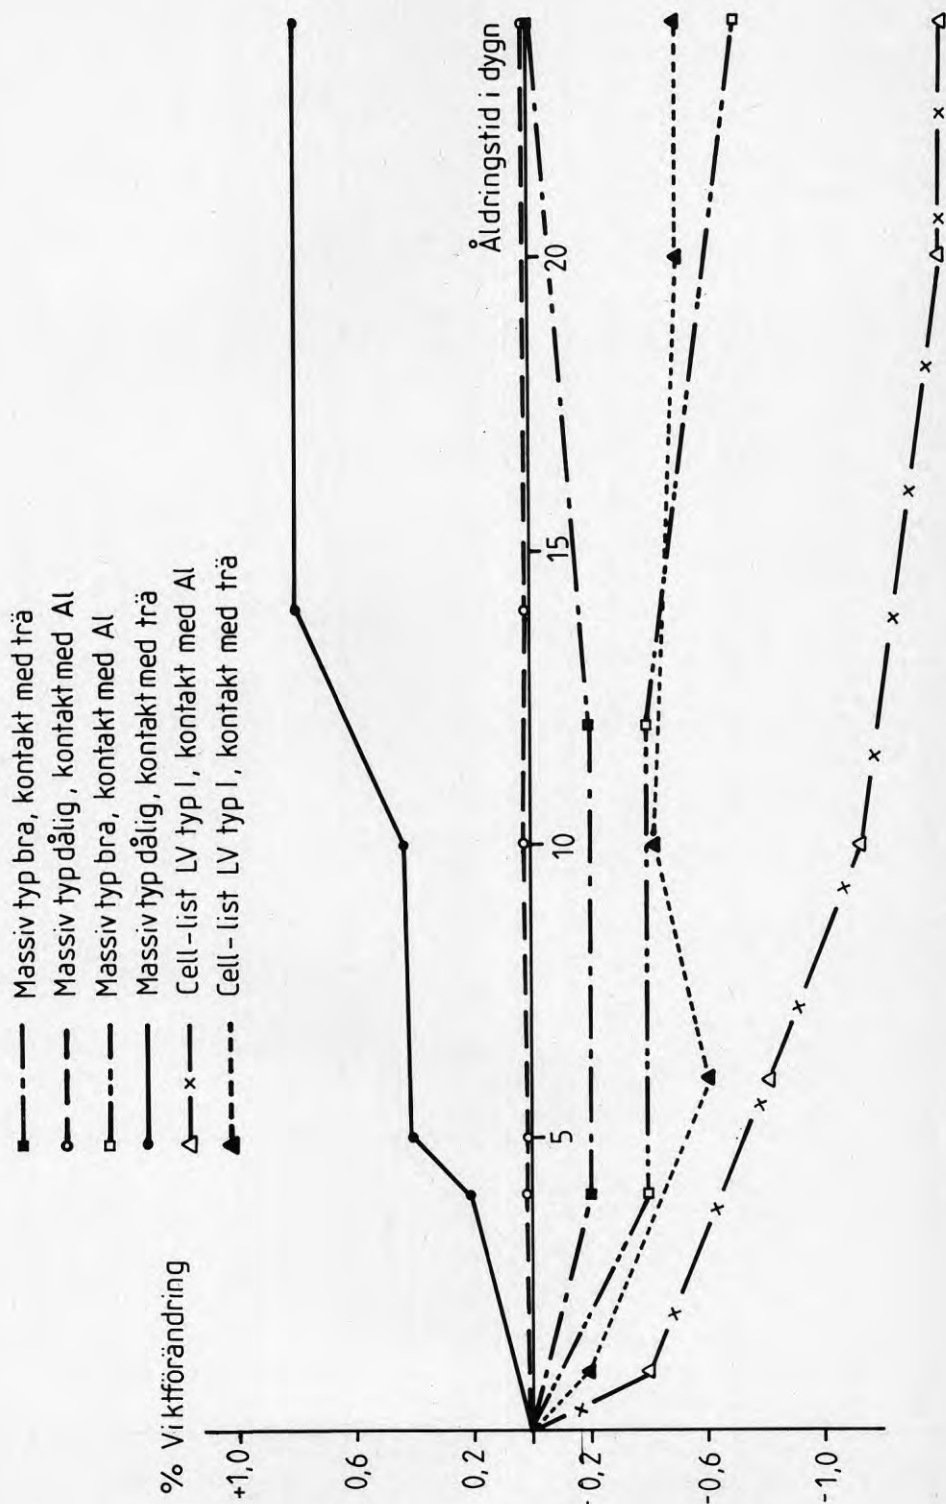 Massiv typ bra, kontakt med trä
Massiv typ dålig, kontakt med Al
Massiv typ bra, kontakt med Al
Massiv typ dålig, kontakt med trä
Cell-list LV typ I, kontakt med Al
Cell-list LV typ I, kontakt med trä
% Viktförändring
+1,0
0,6
0,2
- 0,2
- 0,6
- 1,0
5
10
15
20
Åldringstid i dygn